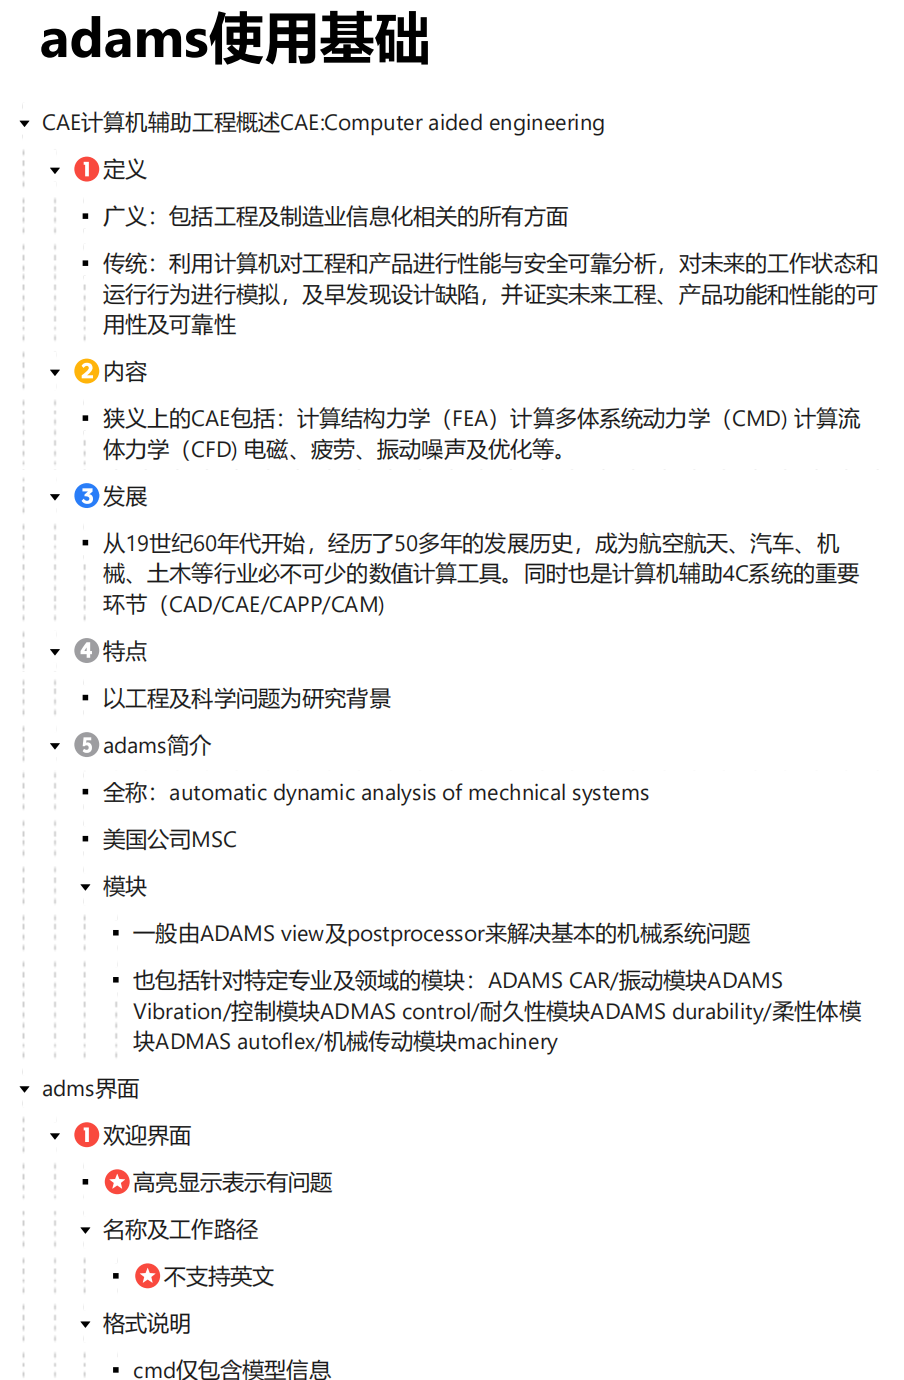 adams使用基础
CAE计算机辅助工程概述CAE:Computer aided engineering
1 定义
广义：包括工程及制造业信息化相关的所有方面
传统：利用计算机对工程和产品进行性能与安全可靠分析，对未来的工作状态和
运行行为进行模拟，及早发现设计缺陷，并证实未来工程、产品功能和性能的可
用性及可靠性
2 内容
狭义上的CAE包括：计算结构力学（FEA）计算多体系统动力学（CMD) 计算流
体力学（CFD) 电磁、疲劳、振动噪声及优化等。
3 发展
从19世纪60年代开始，经历了50多年的发展历史，成为航空航天、汽车、机
械、土木等行业必不可少的数值计算工具。同时也是计算机辅助4C系统的重要
环节（CAD/CAE/CAPP/CAM)
4 特点
以工程及科学问题为研究背景
5 adams简介
全称：automatic dynamic analysis of mechnical systems
美国公司MSC
模块
一般由ADAMS view及postprocessor来解决基本的机械系统问题
也包括针对特定专业及领域的模块：ADAMS CAR/振动模块ADAMS
Vibration/控制模块ADMAS control/耐久性模块ADAMS durability/柔性体模
块ADMAS autoflex/机械传动模块machinery
adms界面
1 欢迎界面
高亮显示表示有问题
名称及工作路径
不支持英文
格式说明
cmd仅包含模型信息